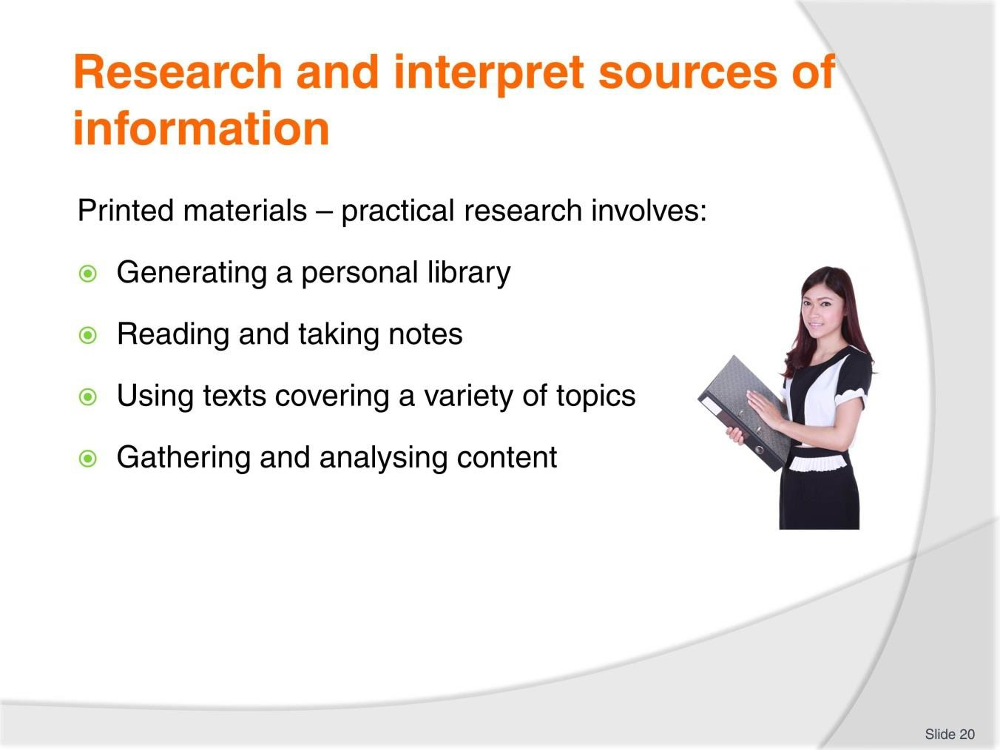 Research and interpret sources of
information
Printed materials – practical research involves:
Generating a personal library
Reading and taking notes
Using texts covering a variety of topics
Gathering and analysing content
Slide 20